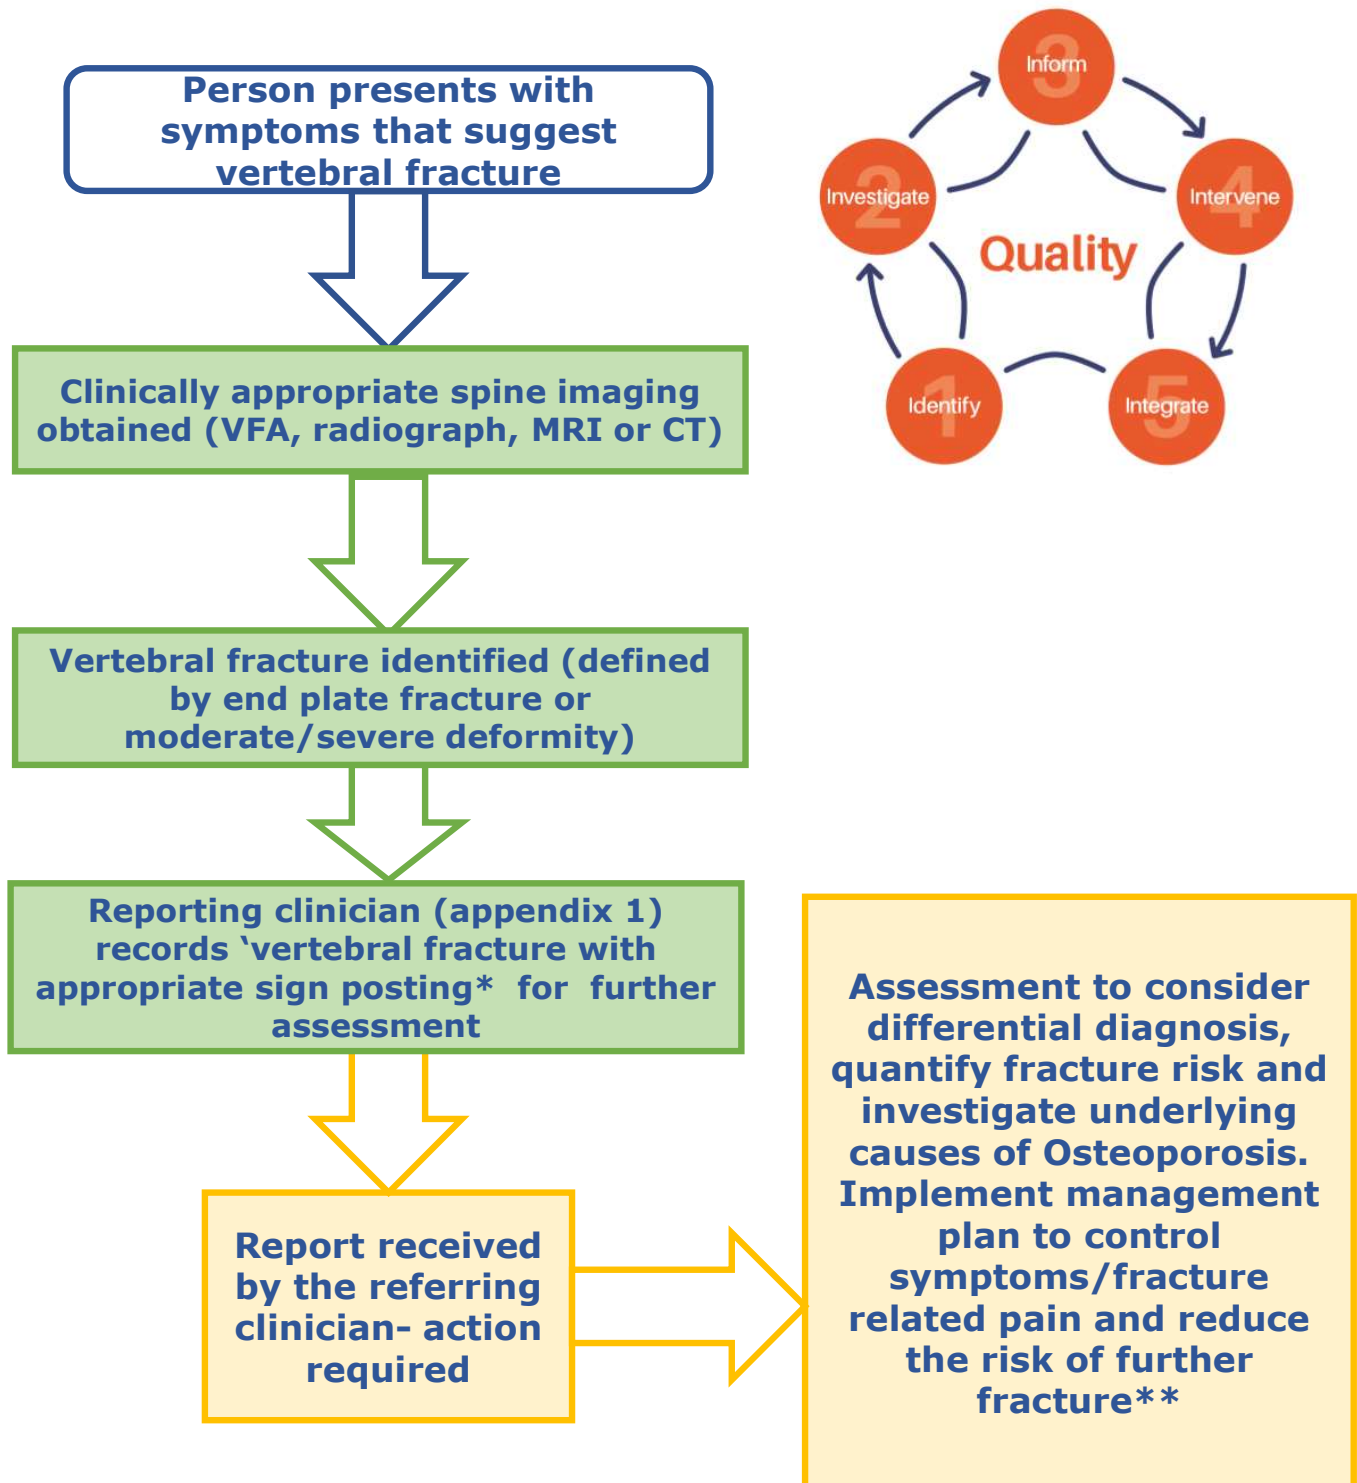 Person presents with
symptoms that suggest
vertebral fracture
Clinically appropriate spine imaging
obtained (VFA, radiograph, MRI or CT)
Vertebral fracture identified (defined
by end plate fracture or
moderate/severe deformity)
Reporting clinician (appendix 1)
records ‘vertebral fracture with
appropriate sign posting* for further
assessment
Report received
by the referring
clinician- action
required
Assessment to consider
differential diagnosis,
quantify fracture risk and
investigate underlying
causes of Osteoporosis.
Implement management
plan to control
symptoms/fracture
related pain and reduce
the risk of further
fracture**
Quality
1
Identify
2
Investigate
3
Inform
4
Intervene
5
Integrate